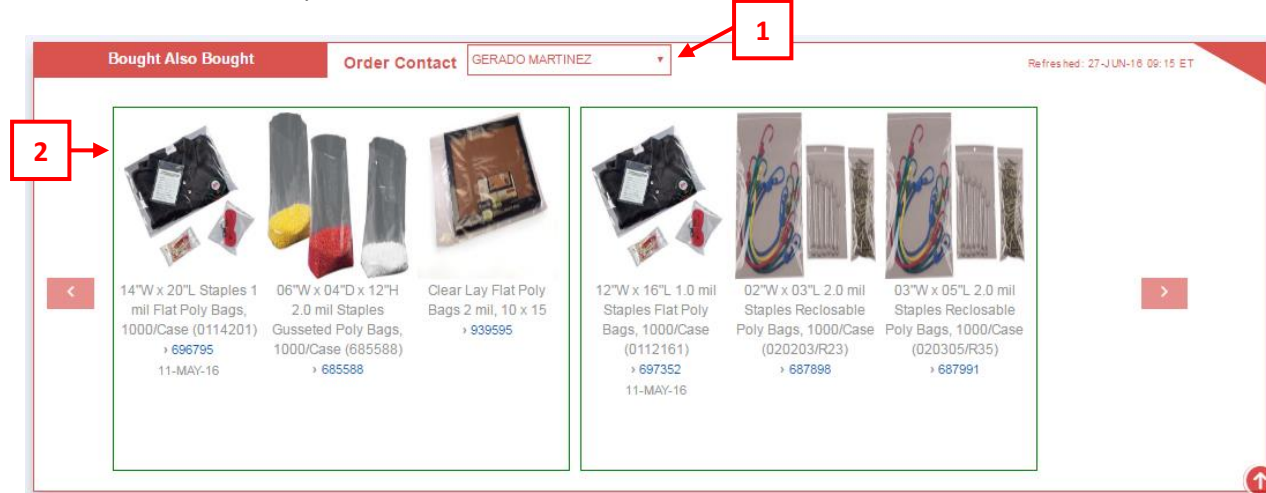 1
Bought Also Bought
Order Contact
GERADO MARTINEZ
Refreshed: 27-JUN-16 09:15 ET
2
14"W x 20"L Staples 1
mil Flat Poly Bags,
1000/Case (0114201)
› 696795
11-MAY-16
06"W x 04"D x 12"H
2.0 mil Staples
Gusseted Poly Bags,
1000/Case (685588)
› 685588
Clear Lay Flat Poly
Bags 2 mil, 10 x 15
› 939595
12"W x 16"L 1.0 mil
Staples Flat Poly
Bags, 1000/Case
(0112161)
› 697352
11-MAY-16
02"W x 03"L 2.0 mil
Staples Reclosable
Poly Bags, 1000/Case
(020203/R23)
› 687898
03"W x 05"L 2.0 mil
Staples Reclosable
Poly Bags, 1000/Case
(020305/R35)
› 687991